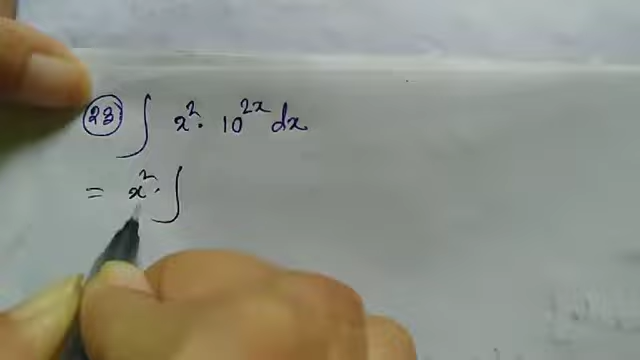 23 ∫ x². 10^{2x} dx
= x². ∫